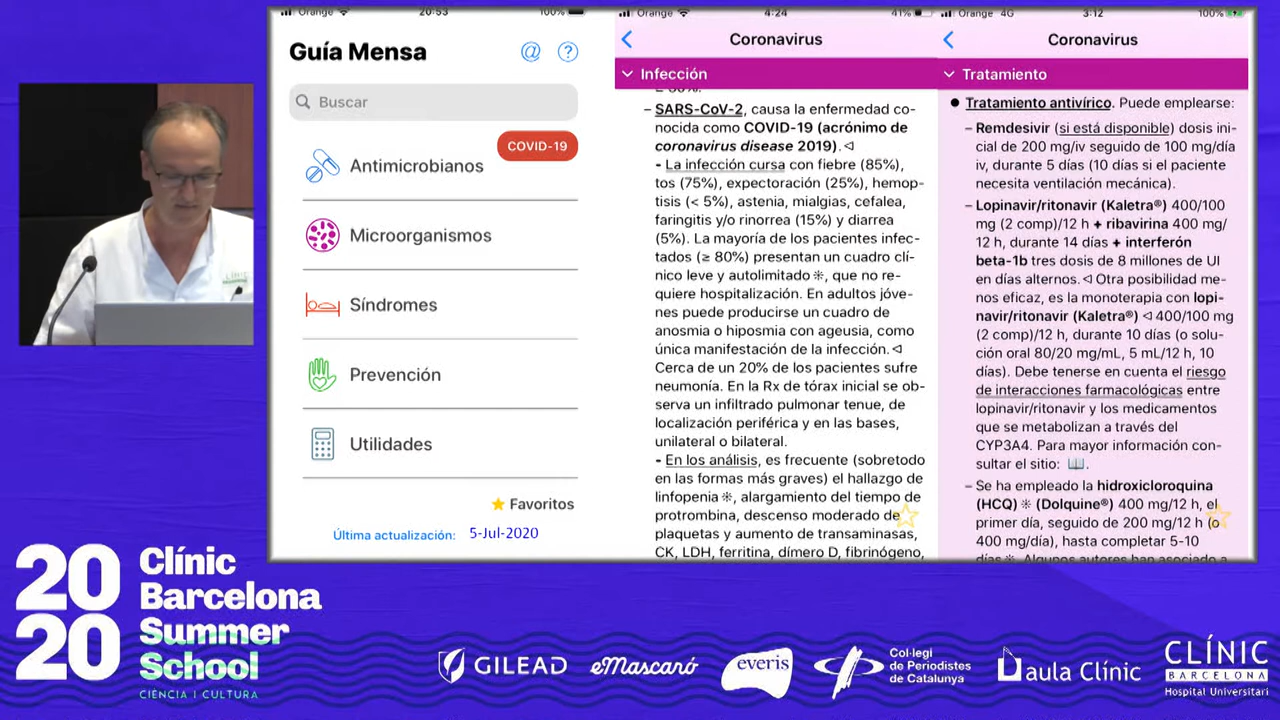 Orange 20:53 100%
Guía Mensa
@ ?
Buscar
COVID-19
Antimicrobianos
Microorganismos
Síndromes
Prevención
Utilidades
Favoritos
Última actualización: 5-Jul-2020
Orange 4:24 41%
Coronavirus
Infección
– SARS-CoV-2, causa la enfermedad co-
nocida como COVID-19 (acrónimo de
coronavirus disease 2019).
- La infección cursa con fiebre (85%),
tos (75%), expectoración (25%), hemop-
tisis (< 5%), astenia, mialgias, cefalea,
faringitis y/o rinorrea (15%) y diarrea
(5%). La mayoría de los pacientes infec-
tados (≥ 80%) presentan un cuadro clí-
nico leve y autolimitado ※, que no re-
quiere hospitalización. En adultos jóve-
nes puede producirse un cuadro de
anosmia o hiposmia con ageusia, como
única manifestación de la infección.
Cerca de un 20% de los pacientes sufre
neumonía. En la Rx de tórax inicial se ob-
serva un infiltrado pulmonar tenue, de
localización periférica y en las bases,
unilateral o bilateral.
- En los análisis, es frecuente (sobretodo
en las formas más graves) el hallazgo de
linfopenia ※, alargamiento del tiempo de
protrombina, descenso moderado de
plaquetas y aumento de transaminasas,
CK, LDH, ferritina, dímero D, fibrinógeno,
Orange 4G 3:12 100%
Coronavirus
Tratamiento
● Tratamiento antivírico. Puede emplearse:
– Remdesivir (si está disponible) dosis ini-
cial de 200 mg/iv seguido de 100 mg/día
iv, durante 5 días (10 días si el paciente
necesita ventilación mecánica).
– Lopinavir/ritonavir (Kaletra®) 400/100
mg (2 comp)/12 h + ribavirina 400 mg/
12 h, durante 14 días + interferón
beta-1b tres dosis de 8 millones de UI
en días alternos. Otra posibilidad me-
nos eficaz, es la monoterapia con lopi-
navir/ritonavir (Kaletra®) 400/100 mg
(2 comp)/12 h, durante 10 días (o solu-
ción oral 80/20 mg/mL, 5 mL/12 h, 10
días). Debe tenerse en cuenta el riesgo
de interacciones farmacológicas entre
lopinavir/ritonavir y los medicamentos
que se metabolizan a través del
CYP3A4. Para mayor información con-
sultar el sitio:
– Se ha empleado la hidroxicloroquina
(HCQ) ※ (Dolquine®) 400 mg/12 h, el
primer día, seguido de 200 mg/12 h (o
400 mg/día), hasta completar 5-10
días ※. Algunos autores han asociado a
CLÍNIC
2020
Clínic
Barcelona
Summer
School
CIÈNCIA I CULTURA
GILEAD
eMascaró
everis
Col·legi
de Periodistes
de Catalunya
aula Clínic
CLÍNIC
BARCELONA
Hospital Universitari